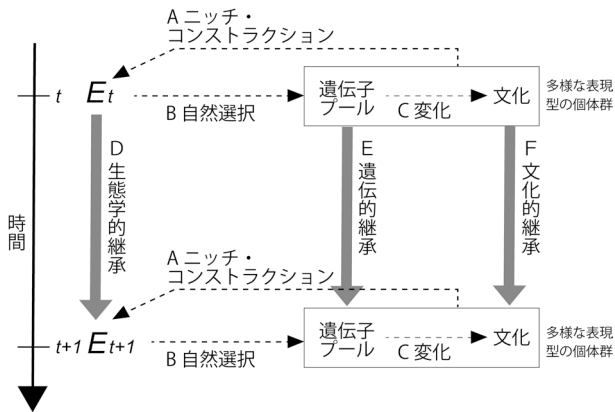 A ニッチ・
コンストラクション
t
Et
B 自然選択
遺伝子
プール
C 変化
文化
多様な表現
型の個体群
時間
D 生態学的継承
E 遺伝的継承
F 文化的継承
A ニッチ・
コンストラクション
t+1
Et+1
B 自然選択
遺伝子
プール
C 変化
文化
多様な表現
型の個体群